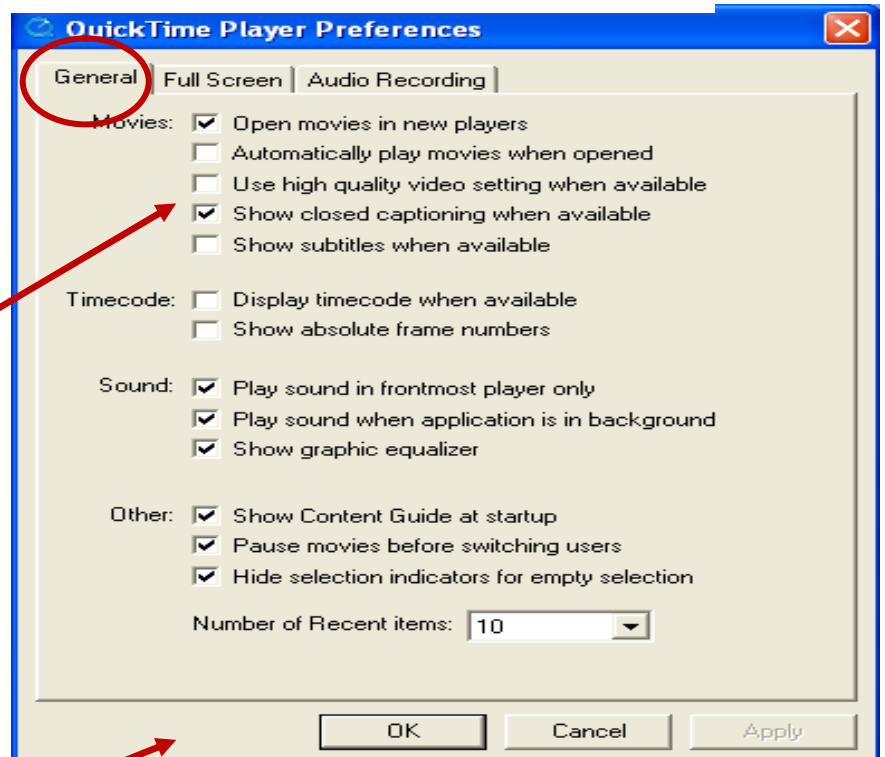 QuickTime Player Preferences
General Full Screen Audio Recording
Movies: Open movies in new players
Automatically play movies when opened
Use high quality video setting when available
Show closed captioning when available
Show subtitles when available
Timecode: Display timecode when available
Show absolute frame numbers
Sound: Play sound in frontmost player only
Play sound when application is in background
Show graphic equalizer
Other: Show Content Guide at startup
Pause movies before switching users
Hide selection indicators for empty selection
Number of Recent items: 10
OK Cancel Apply